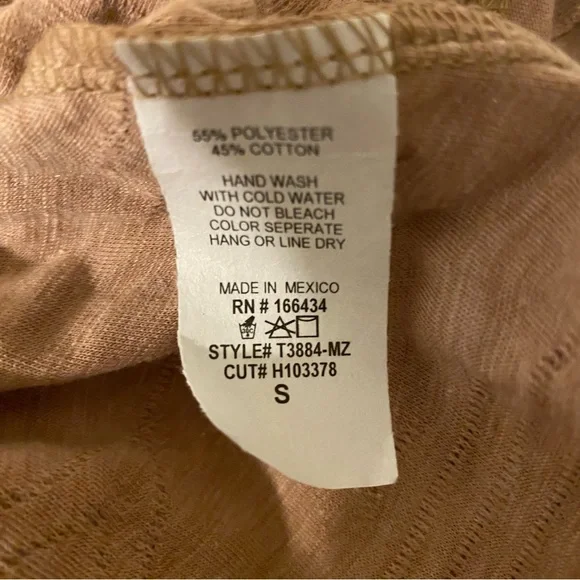 55% POLYESTER
45% COTTON
HAND WASH
WITH COLD WATER
DO NOT BLEACH
COLOR SEPERATE
HANG OR LINE DRY
MADE IN MEXICO
RN # 166434
STYLE# T3884-MZ
CUT# H103378
S